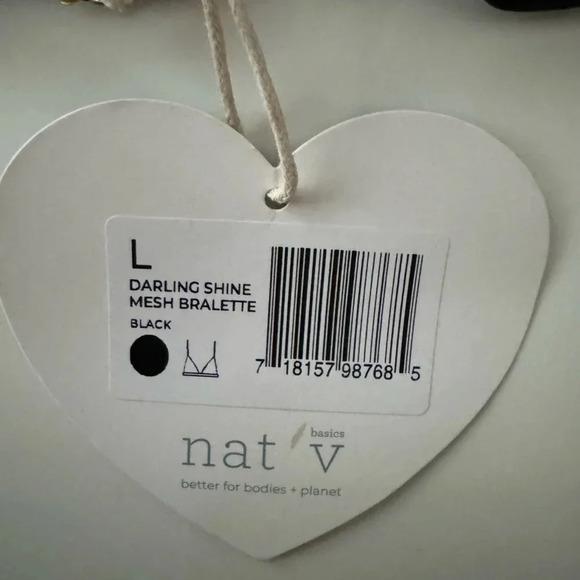 L
DARLING SHINE
MESH BRALETTE
BLACK
7 18157 98768 5
nat'v basics
better for bodies + planet